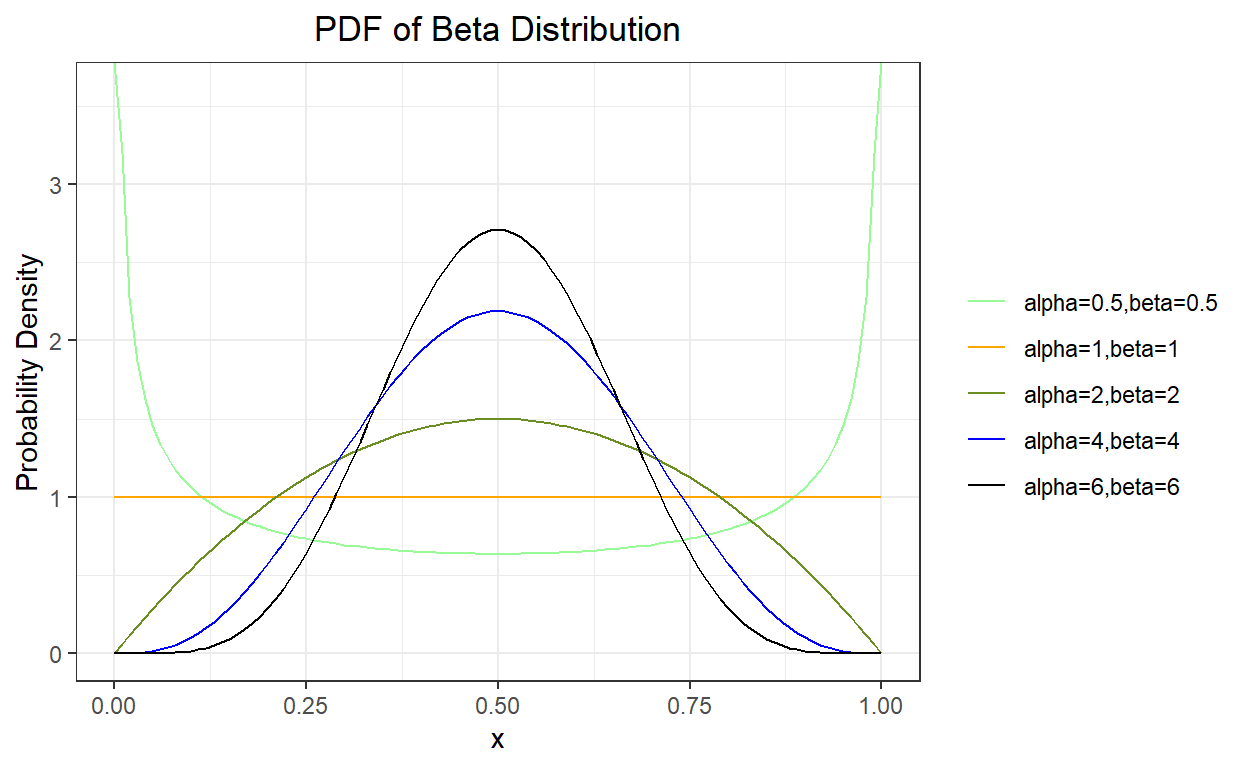 PDF of Beta Distribution
Probability Density
3
2
1
0
0.00 0.25 0.50 0.75 1.00
x
alpha=0.5,beta=0.5
alpha=1,beta=1
alpha=2,beta=2
alpha=4,beta=4
alpha=6,beta=6